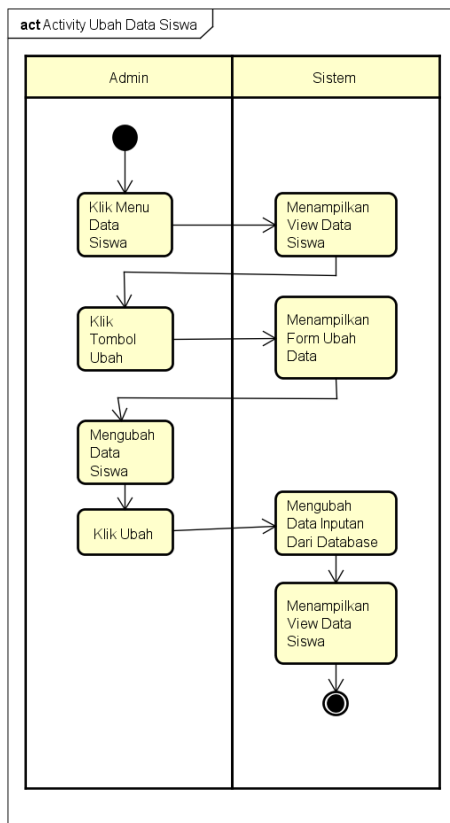 act Activity Ubah Data Siswa
Admin
Sistem
Klik Menu
Data
Siswa
Menampilkan
View Data
Siswa
Klik
Tombol
Ubah
Menampilkan
Form Ubah
Data
Mengubah
Data
Siswa
Klik Ubah
Mengubah
Data Inputan
Dari Database
Menampilkan
View Data
Siswa